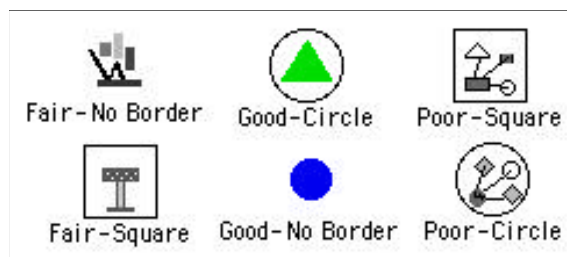 Fair-No Border
Good-Circle
Poor-Square
Fair-Square
Good-No Border
Poor-Circle